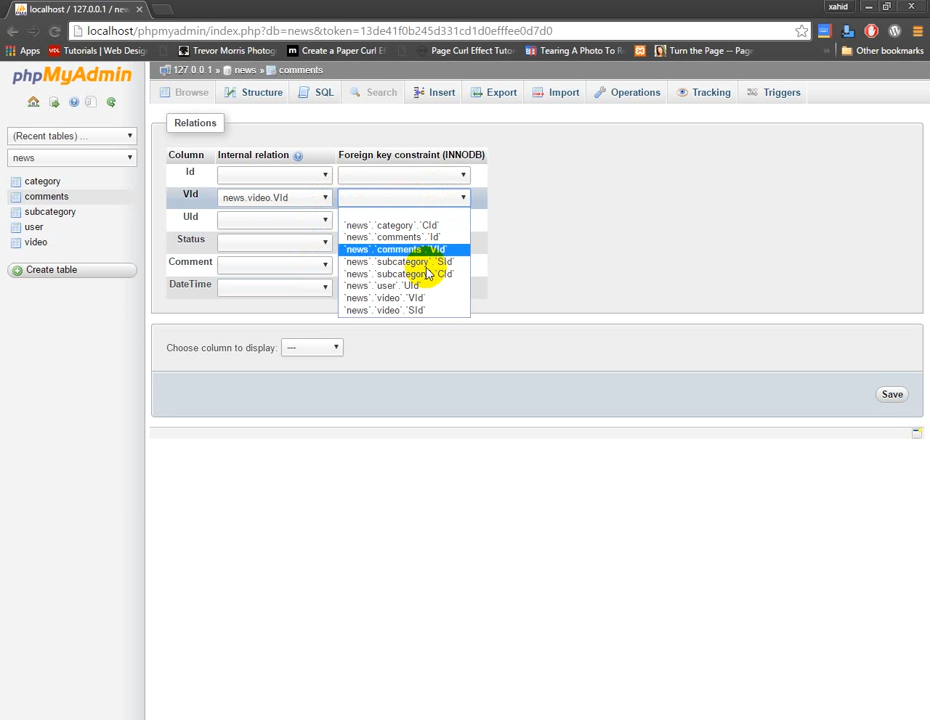 localhost / 127.0.0.1 / new
xahid
localhost/phpmyadmin/index.php?db=news&token=13de41f0b245d331cd1d0efffee0d7f0
Apps
Tutorials | Web Desig
Trevor Morris Photog
Create a Paper Curl Ef
Page Curl Effect Tutor
Tearing A Photo To R
Turn the Page -- Page
Other bookmarks
phpMyAdmin
127.0.0.1 » news » comments
Browse
Structure
SQL
Search
Insert
Export
Import
Operations
Tracking
Triggers
(Recent tables) ...
news
category
comments
subcategory
user
video
Create table
Relations
Column Internal relation Foreign key constraint (INNODB)
Id
VId news.video.VId
UId
Status
Comment
DateTime
`news`.`category`.`CId`
`news`.`comments`.`Id`
`news`.`comments`.`VId`
`news`.`subcategory`.`SId`
`news`.`subcategory`.`CId`
`news`.`user`.`UId`
`news`.`video`.`VId`
`news`.`video`.`SId`
Choose column to display: ---
Save